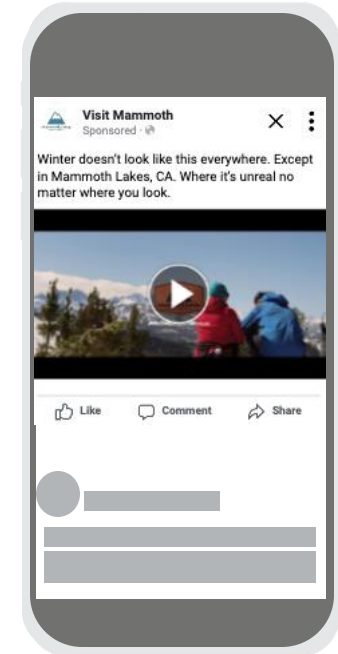 Visit Mammoth
Sponsored ·
Winter doesn't look like this everywhere. Except
in Mammoth Lakes, CA. Where it's unreal no
matter where you look.
Like
Comment
Share